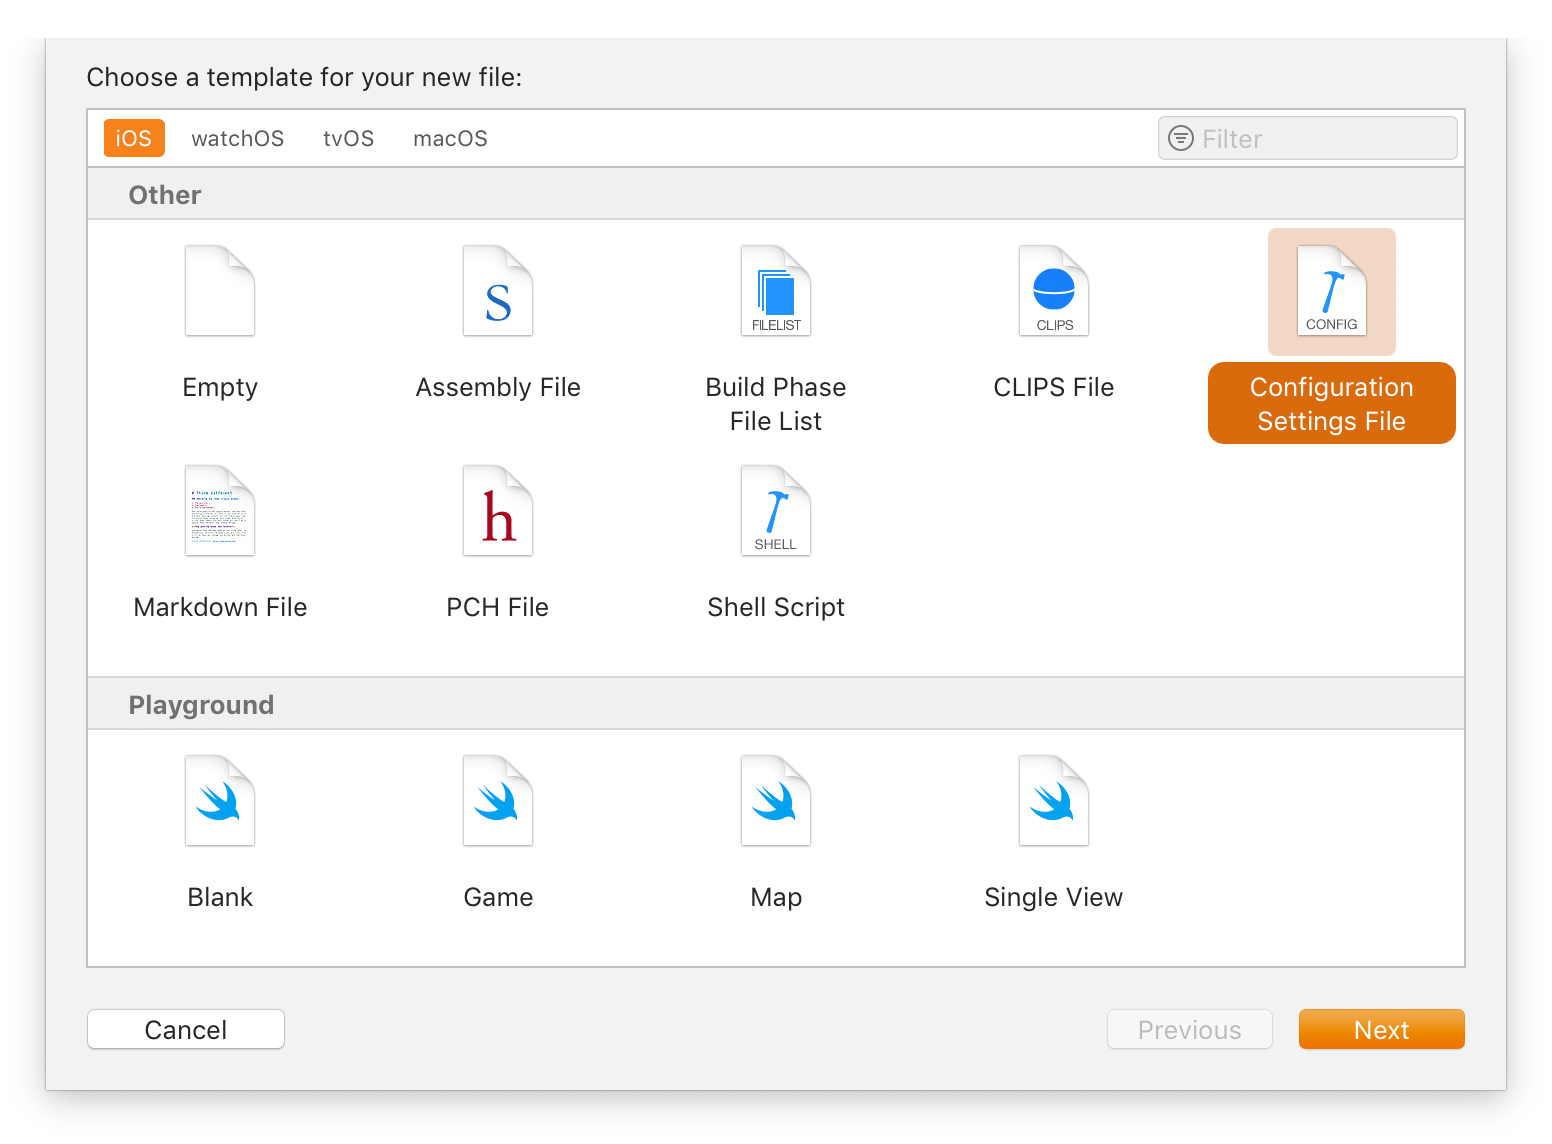 Choose a template for your new file:
iOS watchOS tvOS macOS Filter
Other
S
FILELIST
CLIPS
CONFIG
Empty
Assembly File
Build Phase
File List
CLIPS File
Configuration
Settings File
h
SHELL
Markdown File
PCH File
Shell Script
Playground
Blank
Game
Map
Single View
Cancel
Previous
Next